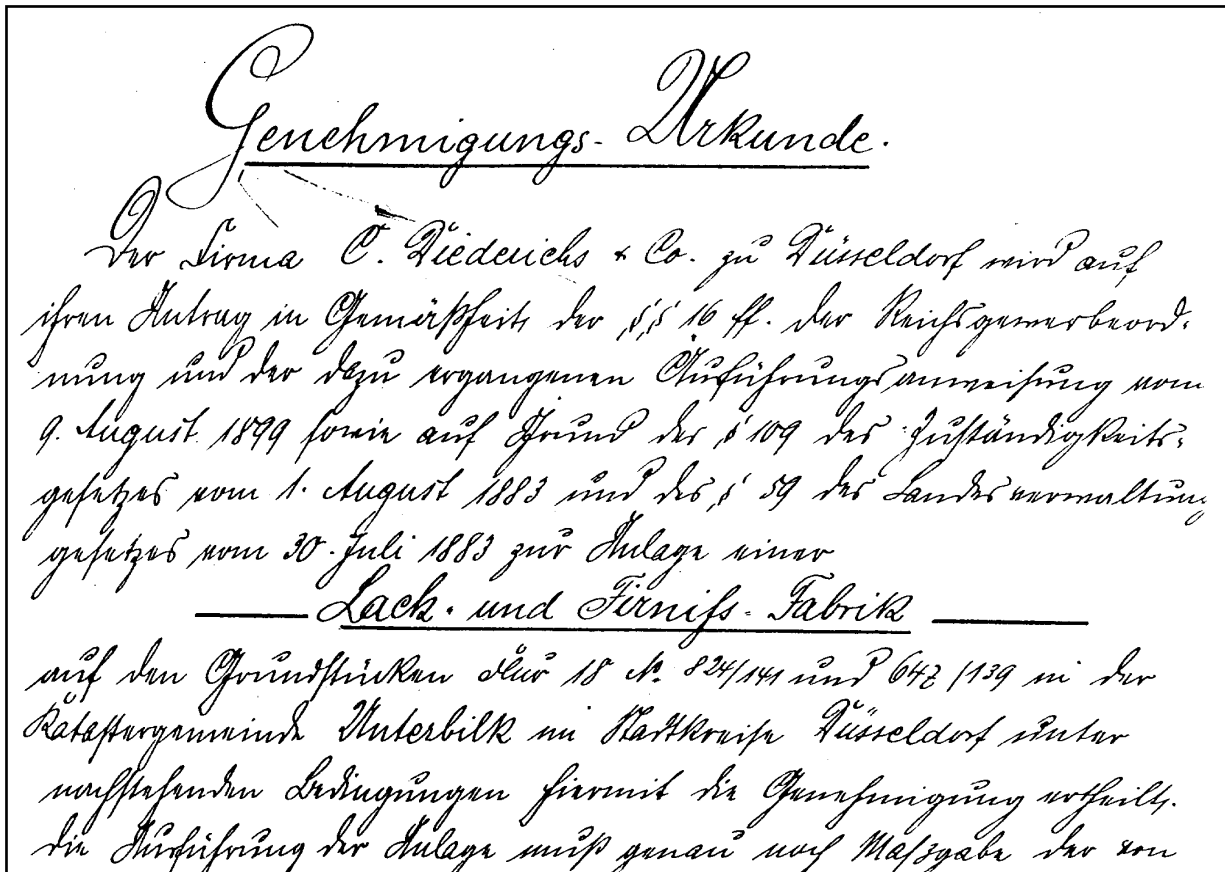 Genehmigungs-Urkunde.
Der Firma C. Diederichs & Co. zu Düsseldorf wird auf
ihren Antrag in Gemäßheit der §§ 16 ff. der Reichsgewerbeord-
nung und der dazu ergangenen Ausführungsanweisung vom
9. August 1899 sowie auf Grund des § 109 des Zuständigkeits-
gesetzes vom 1. August 1883 und des § 59 des Landesverwaltung
gesetzes vom 30. Juli 1883 zur Anlage einer
Lack- und Firniss-Fabrik
auf den Grundstücken Flur 18 No. 824/141 und 642/139 in der
Katastergemeinde Unterbilk im Stadtkreise Düsseldorf unter
nachstehenden Bedingungen hiermit die Genehmigung ertheilt.
Die Ausführung der Anlage muß genau nach Maßgabe der von